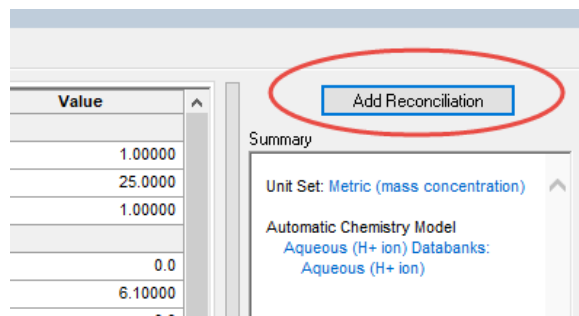 Value
Add Reconciliation
Summary
1.00000
25.0000
1.00000
0.0
6.10000
Unit Set: Metric (mass concentration)
Automatic Chemistry Model
Aqueous (H+ ion) Databanks:
Aqueous (H+ ion)